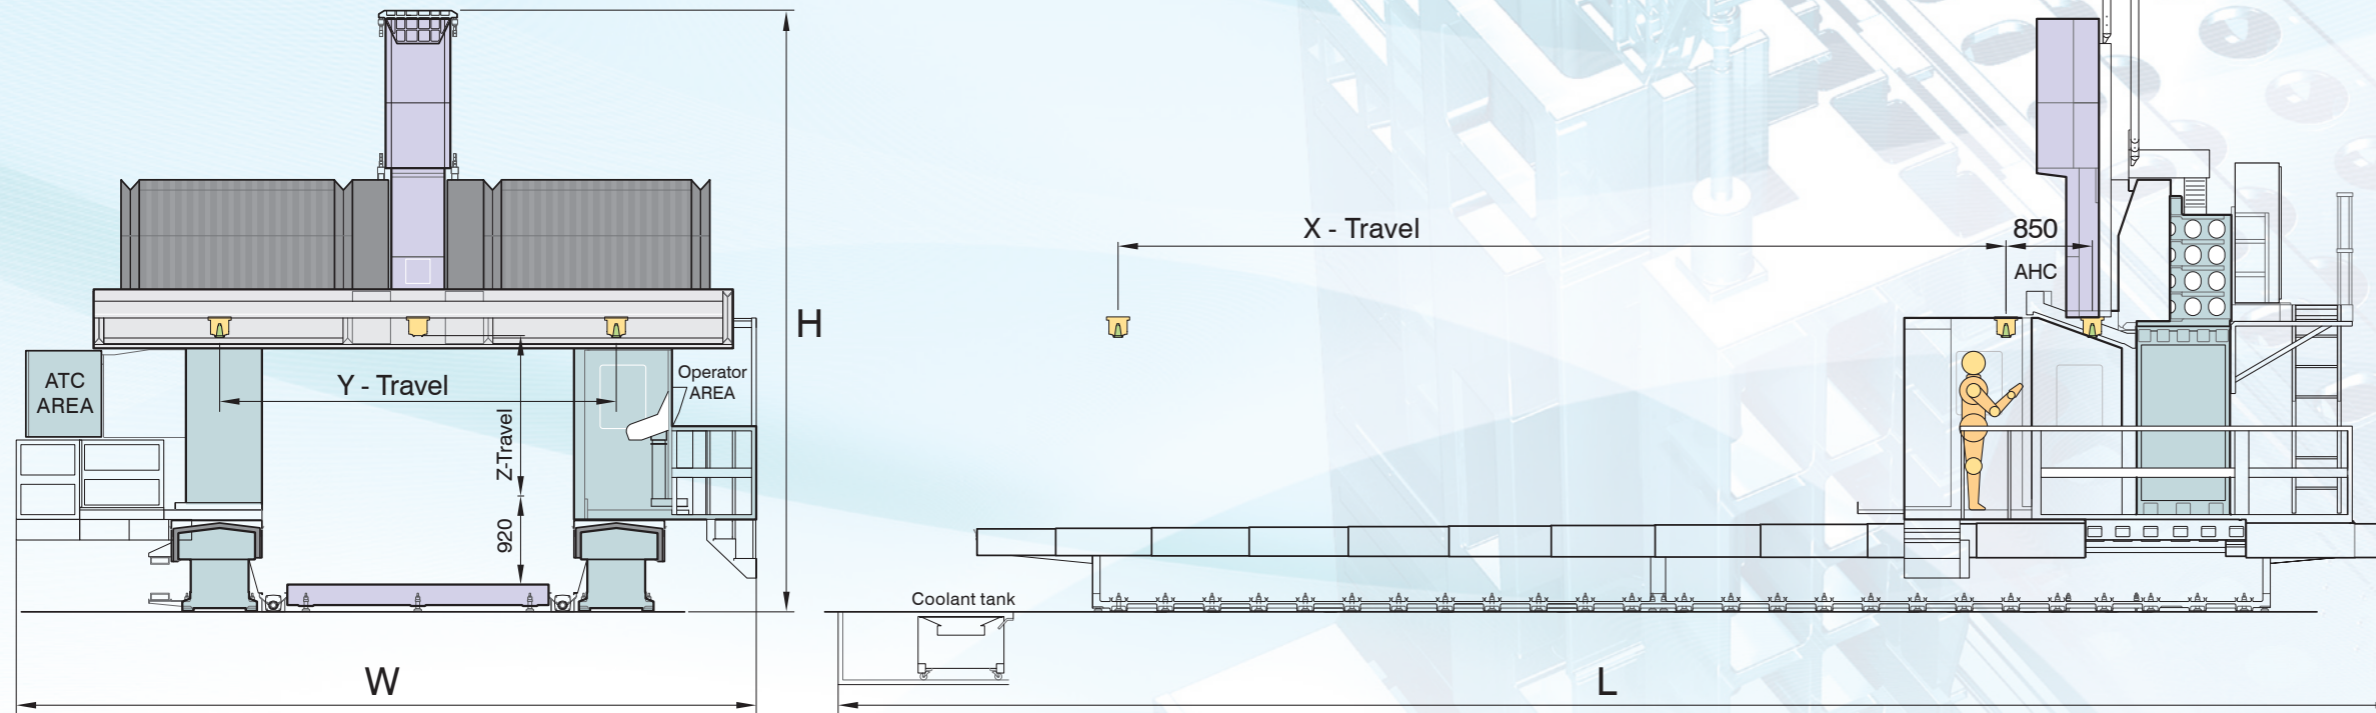 H
Y - Travel
ATC
AREA
Operator
AREA
Z-Travel
920
W
X - Travel
850
AHC
Coolant tank
L